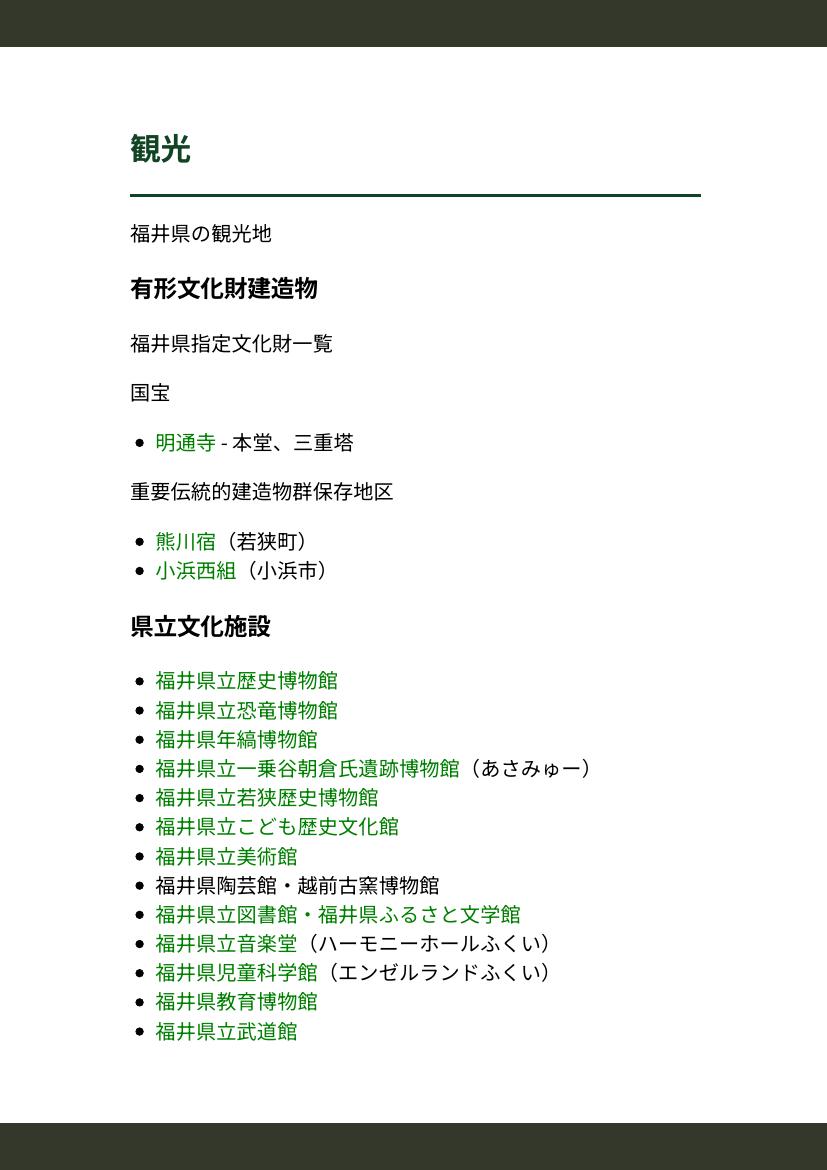 観光
福井県の観光地
有形文化財建造物
福井県指定文化財一覧
国宝
• 明通寺 - 本堂、三重塔
重要伝統的建造物群保存地区
• 熊川宿（若狭町）
• 小浜西組（小浜市）
県立文化施設
• 福井県立歴史博物館
• 福井県立恐竜博物館
• 福井県年縞博物館
• 福井県立一乗谷朝倉氏遺跡博物館（あさみゅー）
• 福井県立若狭歴史博物館
• 福井県立こども歴史文化館
• 福井県立美術館
• 福井県陶芸館・越前古窯博物館
• 福井県立図書館・福井県ふるさと文学館
• 福井県立音楽堂（ハーモニーホールふくい）
• 福井県児童科学館（エンゼルランドふくい）
• 福井県教育博物館
• 福井県立武道館